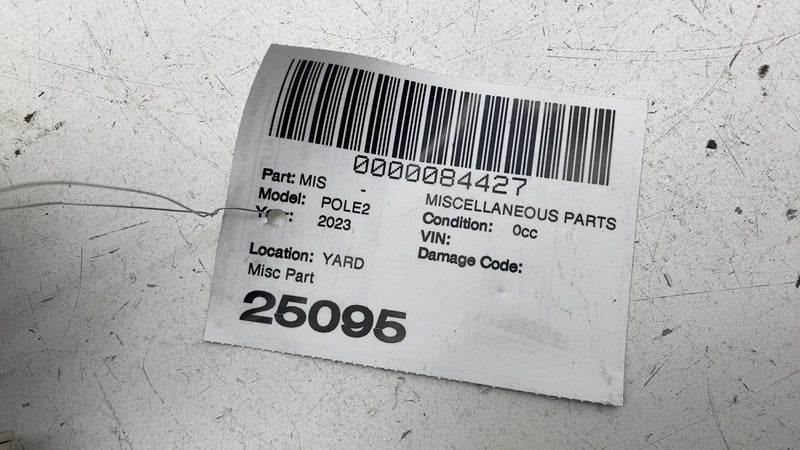 0000084427
Part: MIS - MISCELLANEOUS PARTS
Model: POLE2 Condition: 0cc
2023 VIN:
Location: YARD Damage Code:
Misc Part
25095